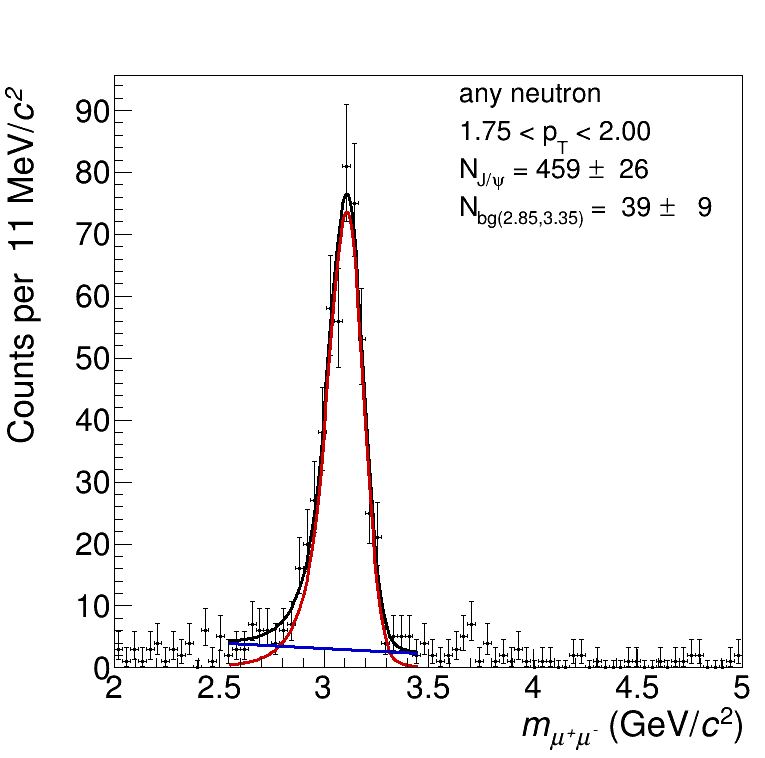 any neutron
1.75 < p_T < 2.00
N_J/ψ = 459 ± 26
N_bg(2.85,3.35) = 39 ± 9
Counts per 11 MeV/c²
90
80
70
60
50
40
30
20
10
0
2 2.5 3 3.5 4 4.5 5
m_μ⁺μ⁻ (GeV/c²)